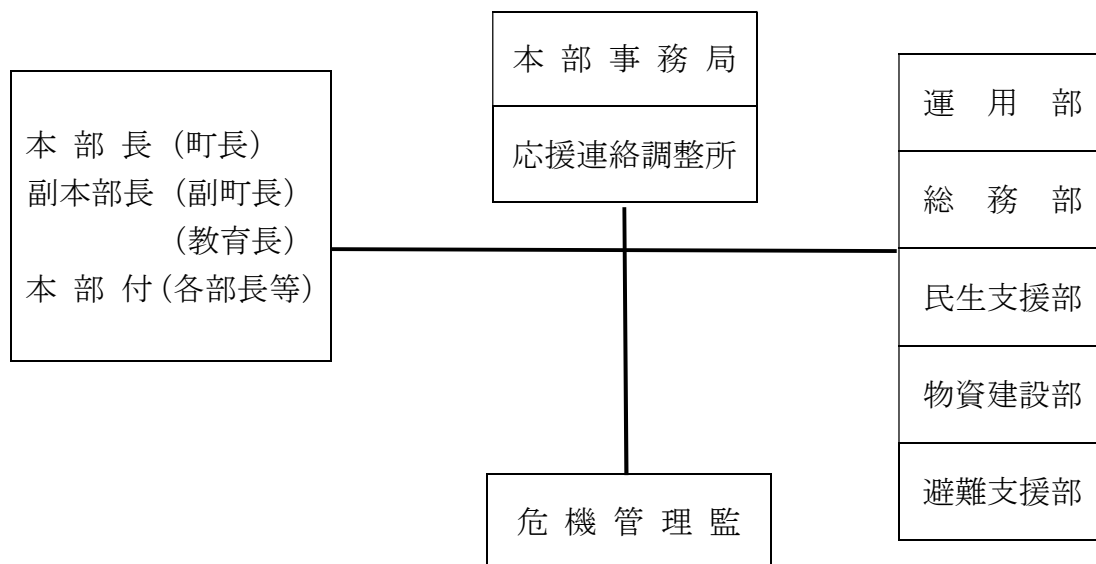 本部事務局
応援連絡調整所
本部長（町長）
副本部長（副町長）
（教育長）
本部付（各部長等）
運用部
総務部
民生支援部
物資建設部
避難支援部
危機管理監